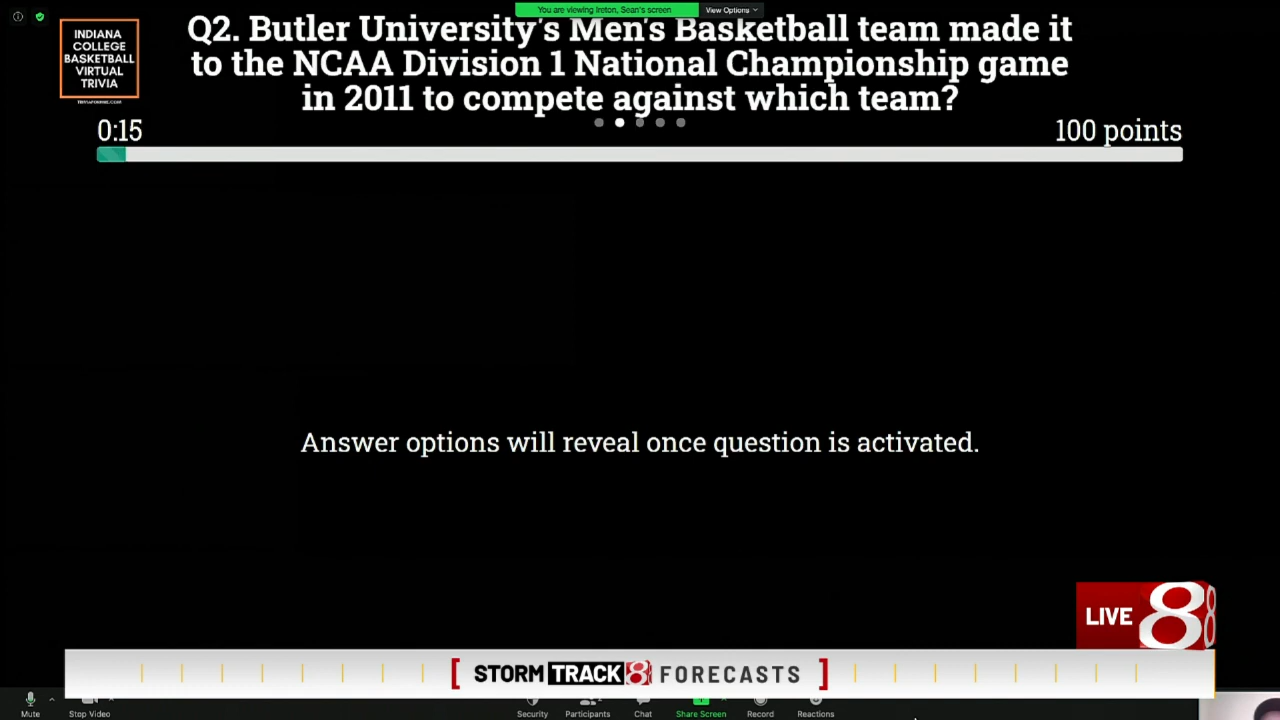 You are viewing Ireton, Sean's screen
View Options
INDIANA
COLLEGE
BASKETBALL
VIRTUAL
TRIVIA
Q2. Butler University's Men's Basketball team made it
to the NCAA Division 1 National Championship game
in 2011 to compete against which team?
0:15
100 points
Answer options will reveal once question is activated.
LIVE 8
[ STORM TRACK 8 FORECASTS ]
Mute
Stop Video
Security
Participants
Chat
Share Screen
Record
Reactions